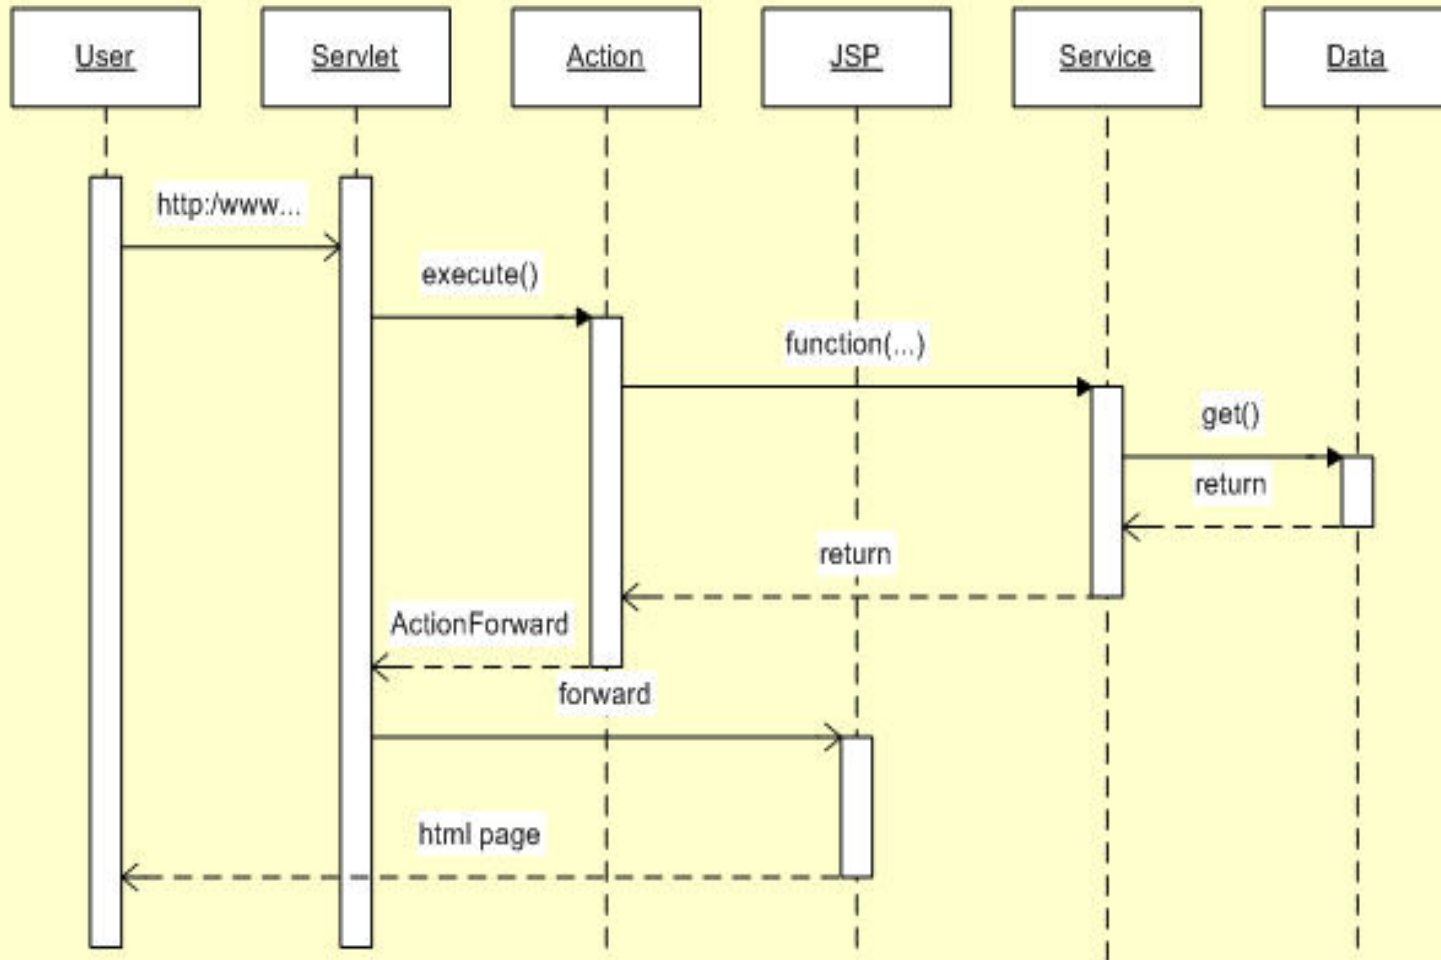 User
Servlet
Action
JSP
Service
Data
http:/www...
execute()
function(...)
get()
return
return
ActionForward
forward
html page